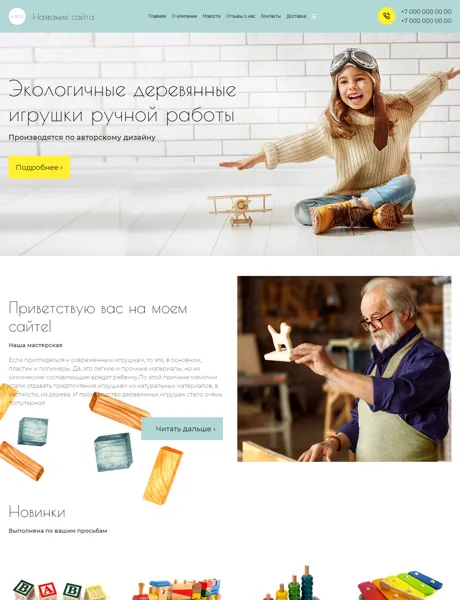 Название сайта
Главная О компании Новости Отзывы о нас Контакты Доставка
+7 000 000 00 00
+7 000 000 00 00
Экологичные деревянные
игрушки ручной работы
Производятся по авторскому дизайну
Подробнее ›
Приветствую вас на моем
сайте!
Наша мастерская
Если приглядеться к современным игрушкам, то это, в основном,
пластик и полимеры. Да, это легкие и прочные материалы, но их
химические составляющие вредят ребенку.По этой причине мамочки
стали отдавать предпочтение игрушкам из натуральных материалов, в
частности, из дерева. И производство деревянных игрушек стало очень
популярной
Читать дальше ›
Новинки
Выполнена по вашим просьбам
B A B Y